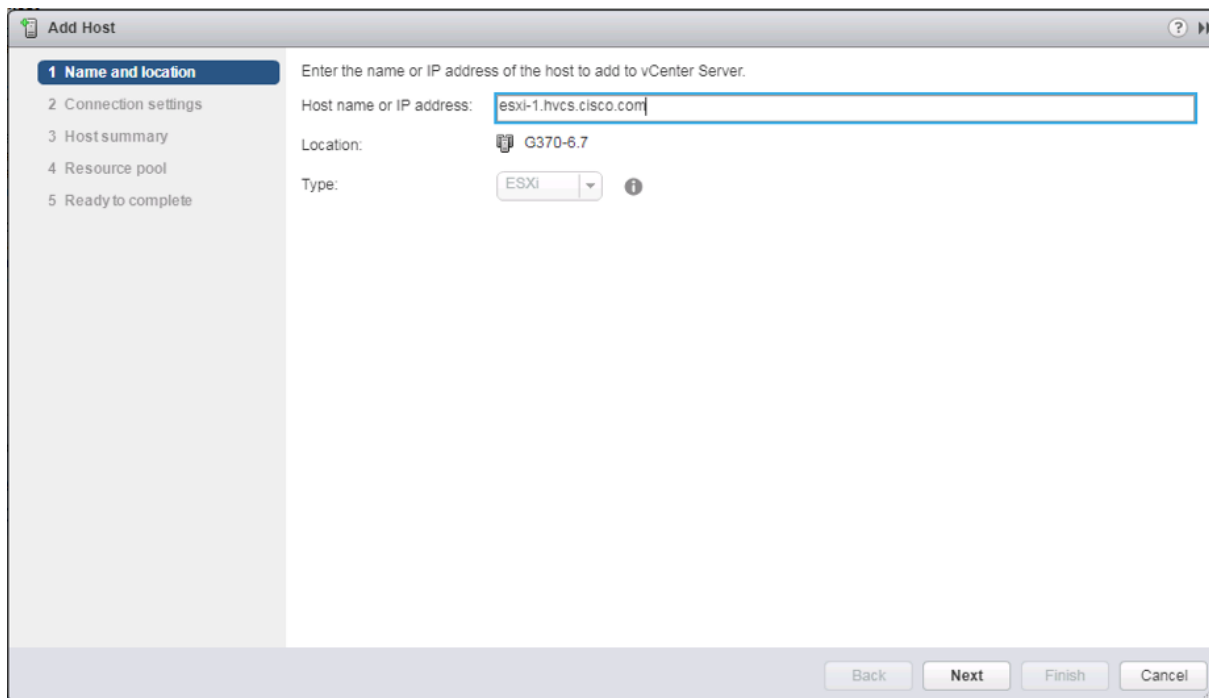 Add Host
1 Name and location
2 Connection settings
3 Host summary
4 Resource pool
5 Ready to complete
Enter the name or IP address of the host to add to vCenter Server.
Host name or IP address: esxi-1.hvcs.cisco.com
Location: G370-6.7
Type: ESXi
Back Next Finish Cancel